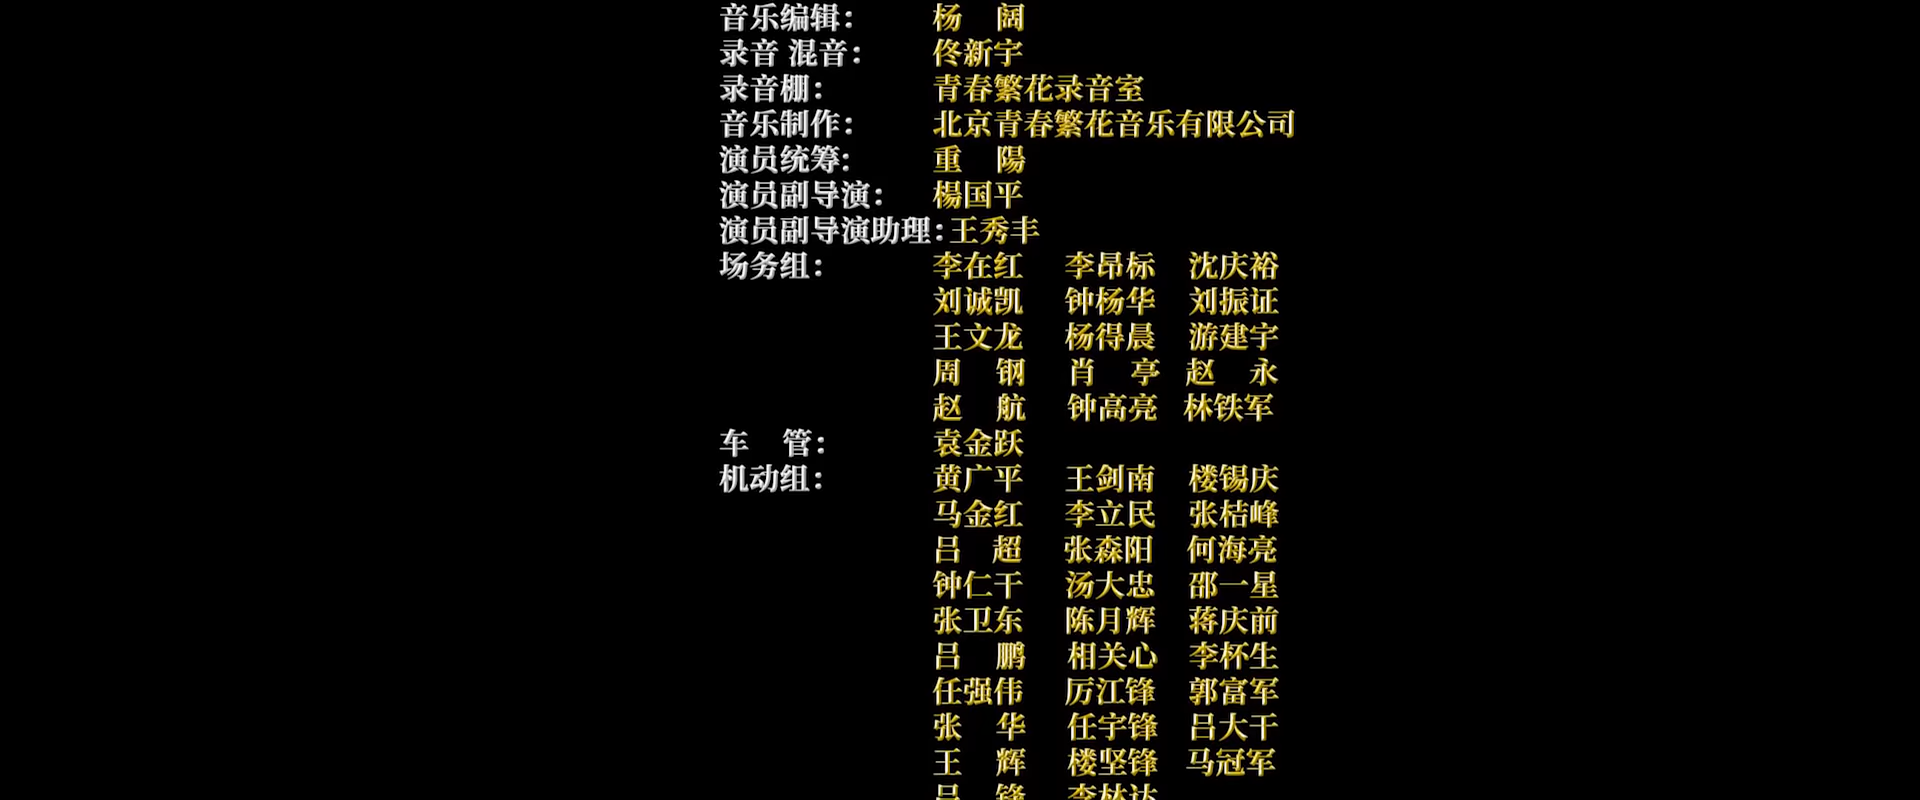 音乐编辑: 杨 阔
录音 混音: 佟新宇
录音棚: 青春繁花录音室
音乐制作: 北京青春繁花音乐有限公司
演员统筹: 重 陽
演员副导演: 楊国平
演员副导演助理:王秀丰
场务组: 李在红 李昂标 沈庆裕
刘诚凯 钟杨华 刘振证
王文龙 杨得晨 游建宇
周 钢 肖 亭 赵 永
赵 航 钟高亮 林铁军
车 管: 袁金跃
机动组: 黄广平 王剑南 楼锡庆
马金红 李立民 张桔峰
吕 超 张森阳 何海亮
钟仁干 汤大忠 邵一星
张卫东 陈月辉 蒋庆前
吕 鹏 相关心 李杯生
任强伟 厉江锋 郭富军
张 华 任宇锋 吕大干
王 辉 楼坚锋 马冠军
吕 锋 李林达